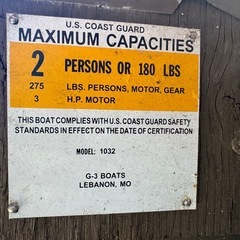 U.S. COAST GUARD
MAXIMUM CAPACITIES
2 PERSONS OR 180 LBS
275 LBS. PERSONS, MOTOR, GEAR
3 H.P. MOTOR
THIS BOAT COMPLIES WITH U.S. COAST GUARD SAFETY
STANDARDS IN EFFECT ON THE DATE OF CERTIFICATION
MODEL: 1032
G-3 BOATS
LEBANON, MO